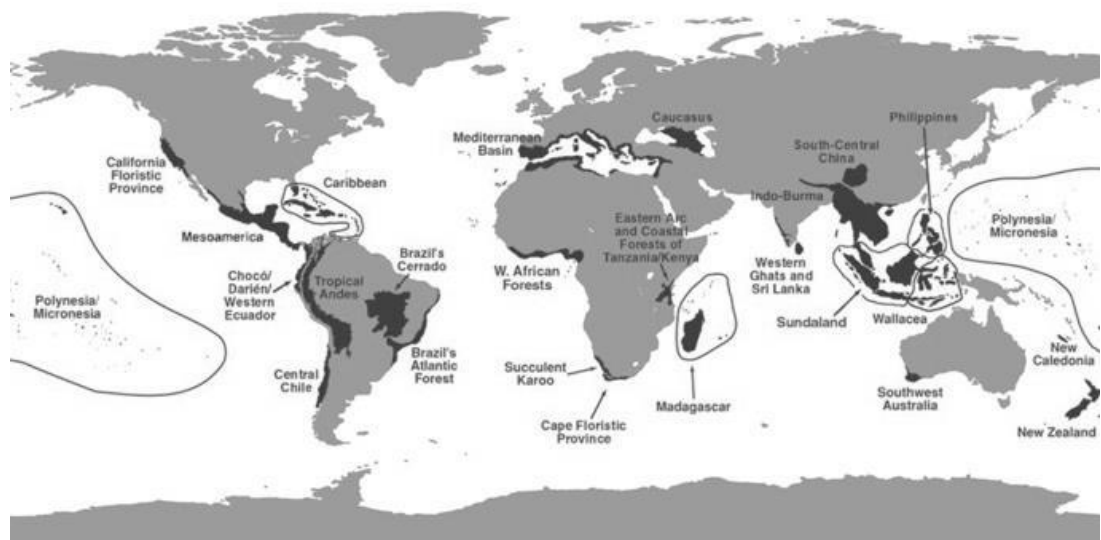 California
Floristic
Province
Caribbean
Mesoamerica
Polynesia/
Micronesia
Chocó/
Darién/
Western
Ecuador
Tropical
Andes
Brazil's
Cerrado
Brazil's
Atlantic
Forest
Central
Chile
Mediterranean
Basin
Caucasus
W. African
Forests
Eastern Arc
and Coastal
Forests of
Tanzania/Kenya
Succulent
Karoo
Cape Floristic
Province
Madagascar
South-Central
China
Philippines
Indo-Burma
Western
Ghats and
Sri Lanka
Sundaland
Wallacea
Polynesia/
Micronesia
New
Caledonia
Southwest
Australia
New Zealand